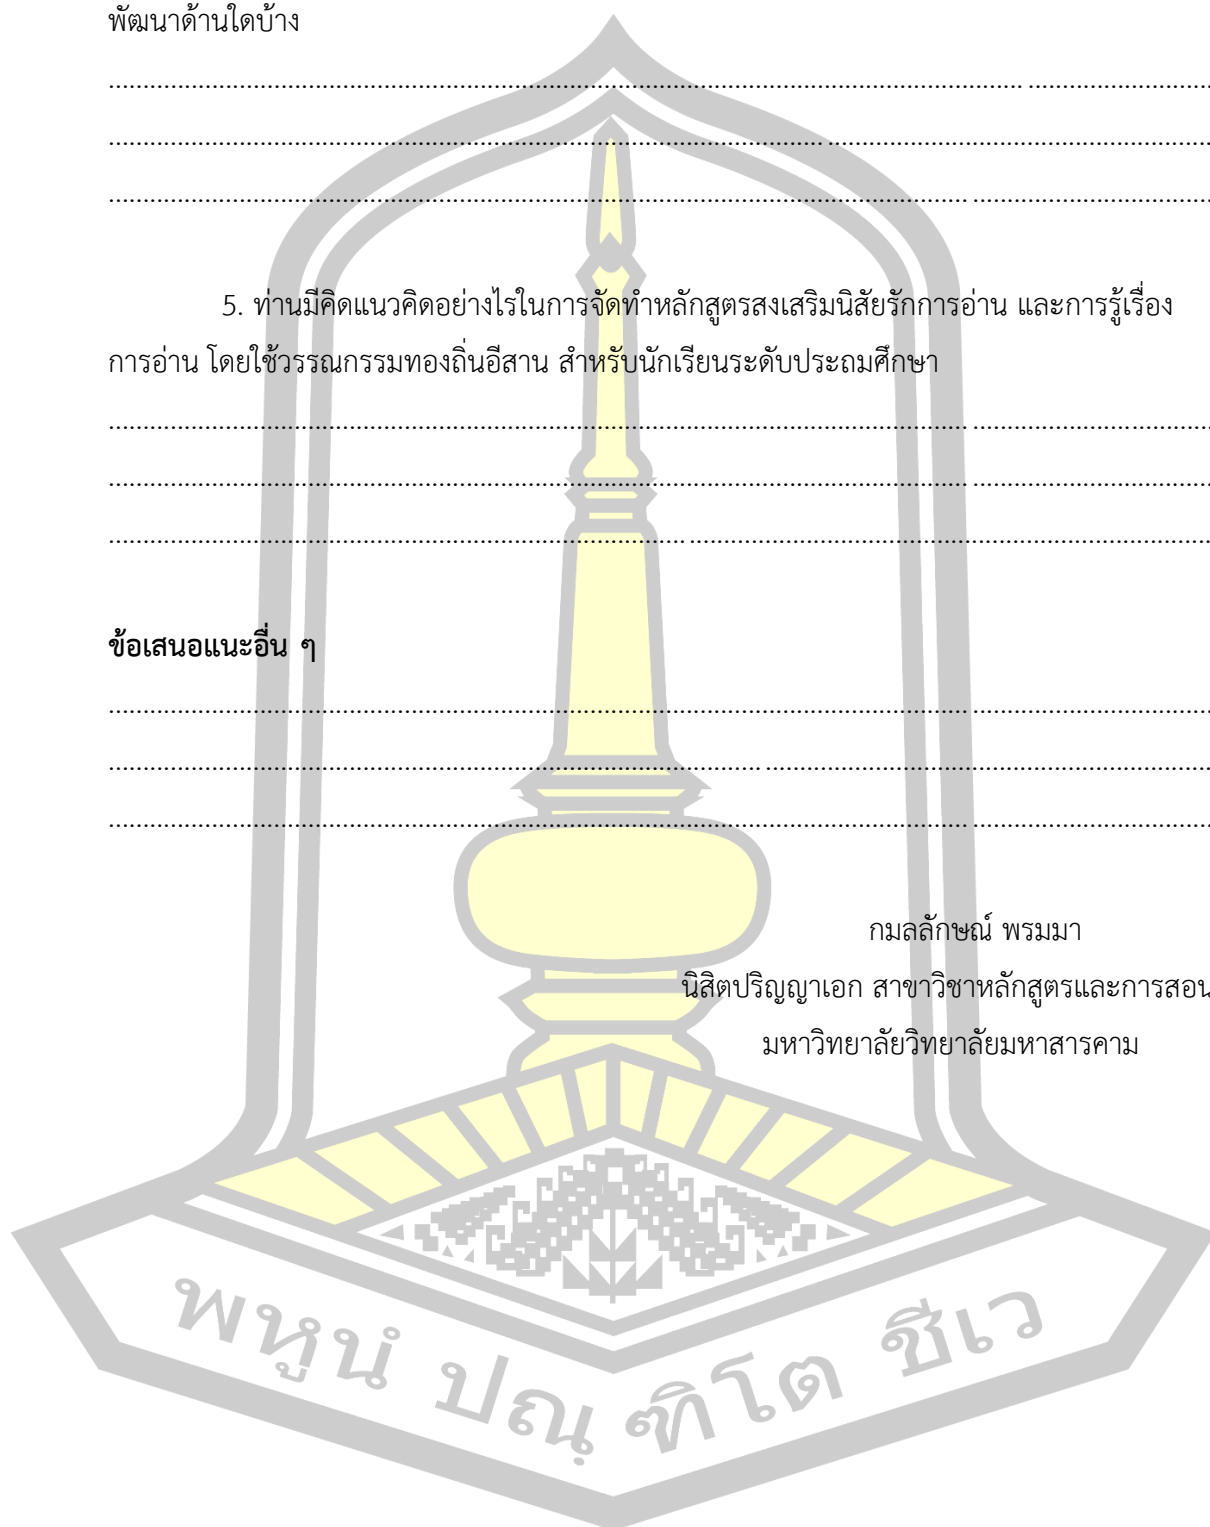 พัฒนาด้านใดบ้าง
5. ท่านมีคิดแนวคิดอย่างไรในการจัดทำหลักสูตรสงเสริมนิสัยรักการอ่าน และการรู้เรื่อง
การอ่าน โดยใช้วรรณกรรมทองถิ่นอีสาน สำหรับนักเรียนระดับประถมศึกษา
ข้อเสนอแนะอื่น ๆ
กมลลักษณ์ พรมมา
นิสิตปริญญาเอก สาขาวิชาหลักสูตรและการสอน
มหาวิทยาลัยวิทยาลัยมหาสารคาม
พหูนํ ปณฺฑิโต ชีเว